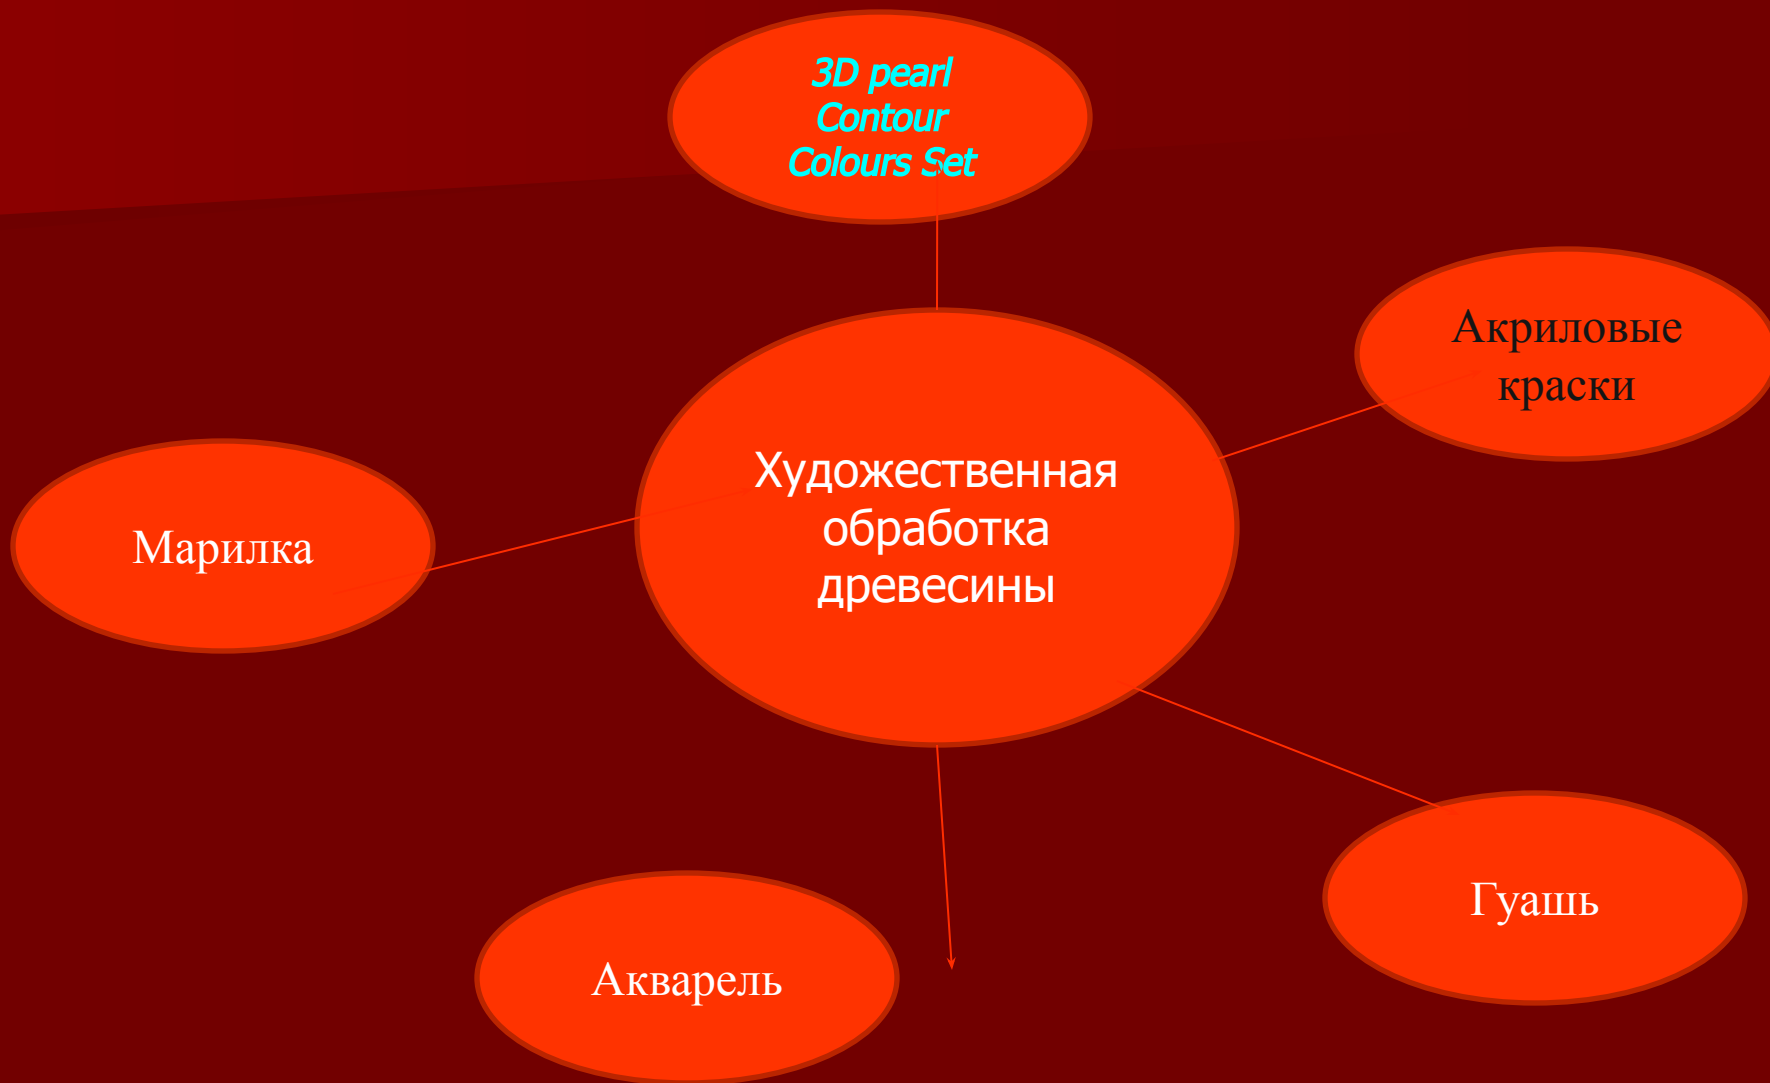 3D pearl
Contour
Colours Set
Акриловые
краски
Художественная
обработка
древесины
Марилка
Гуашь
Акварель